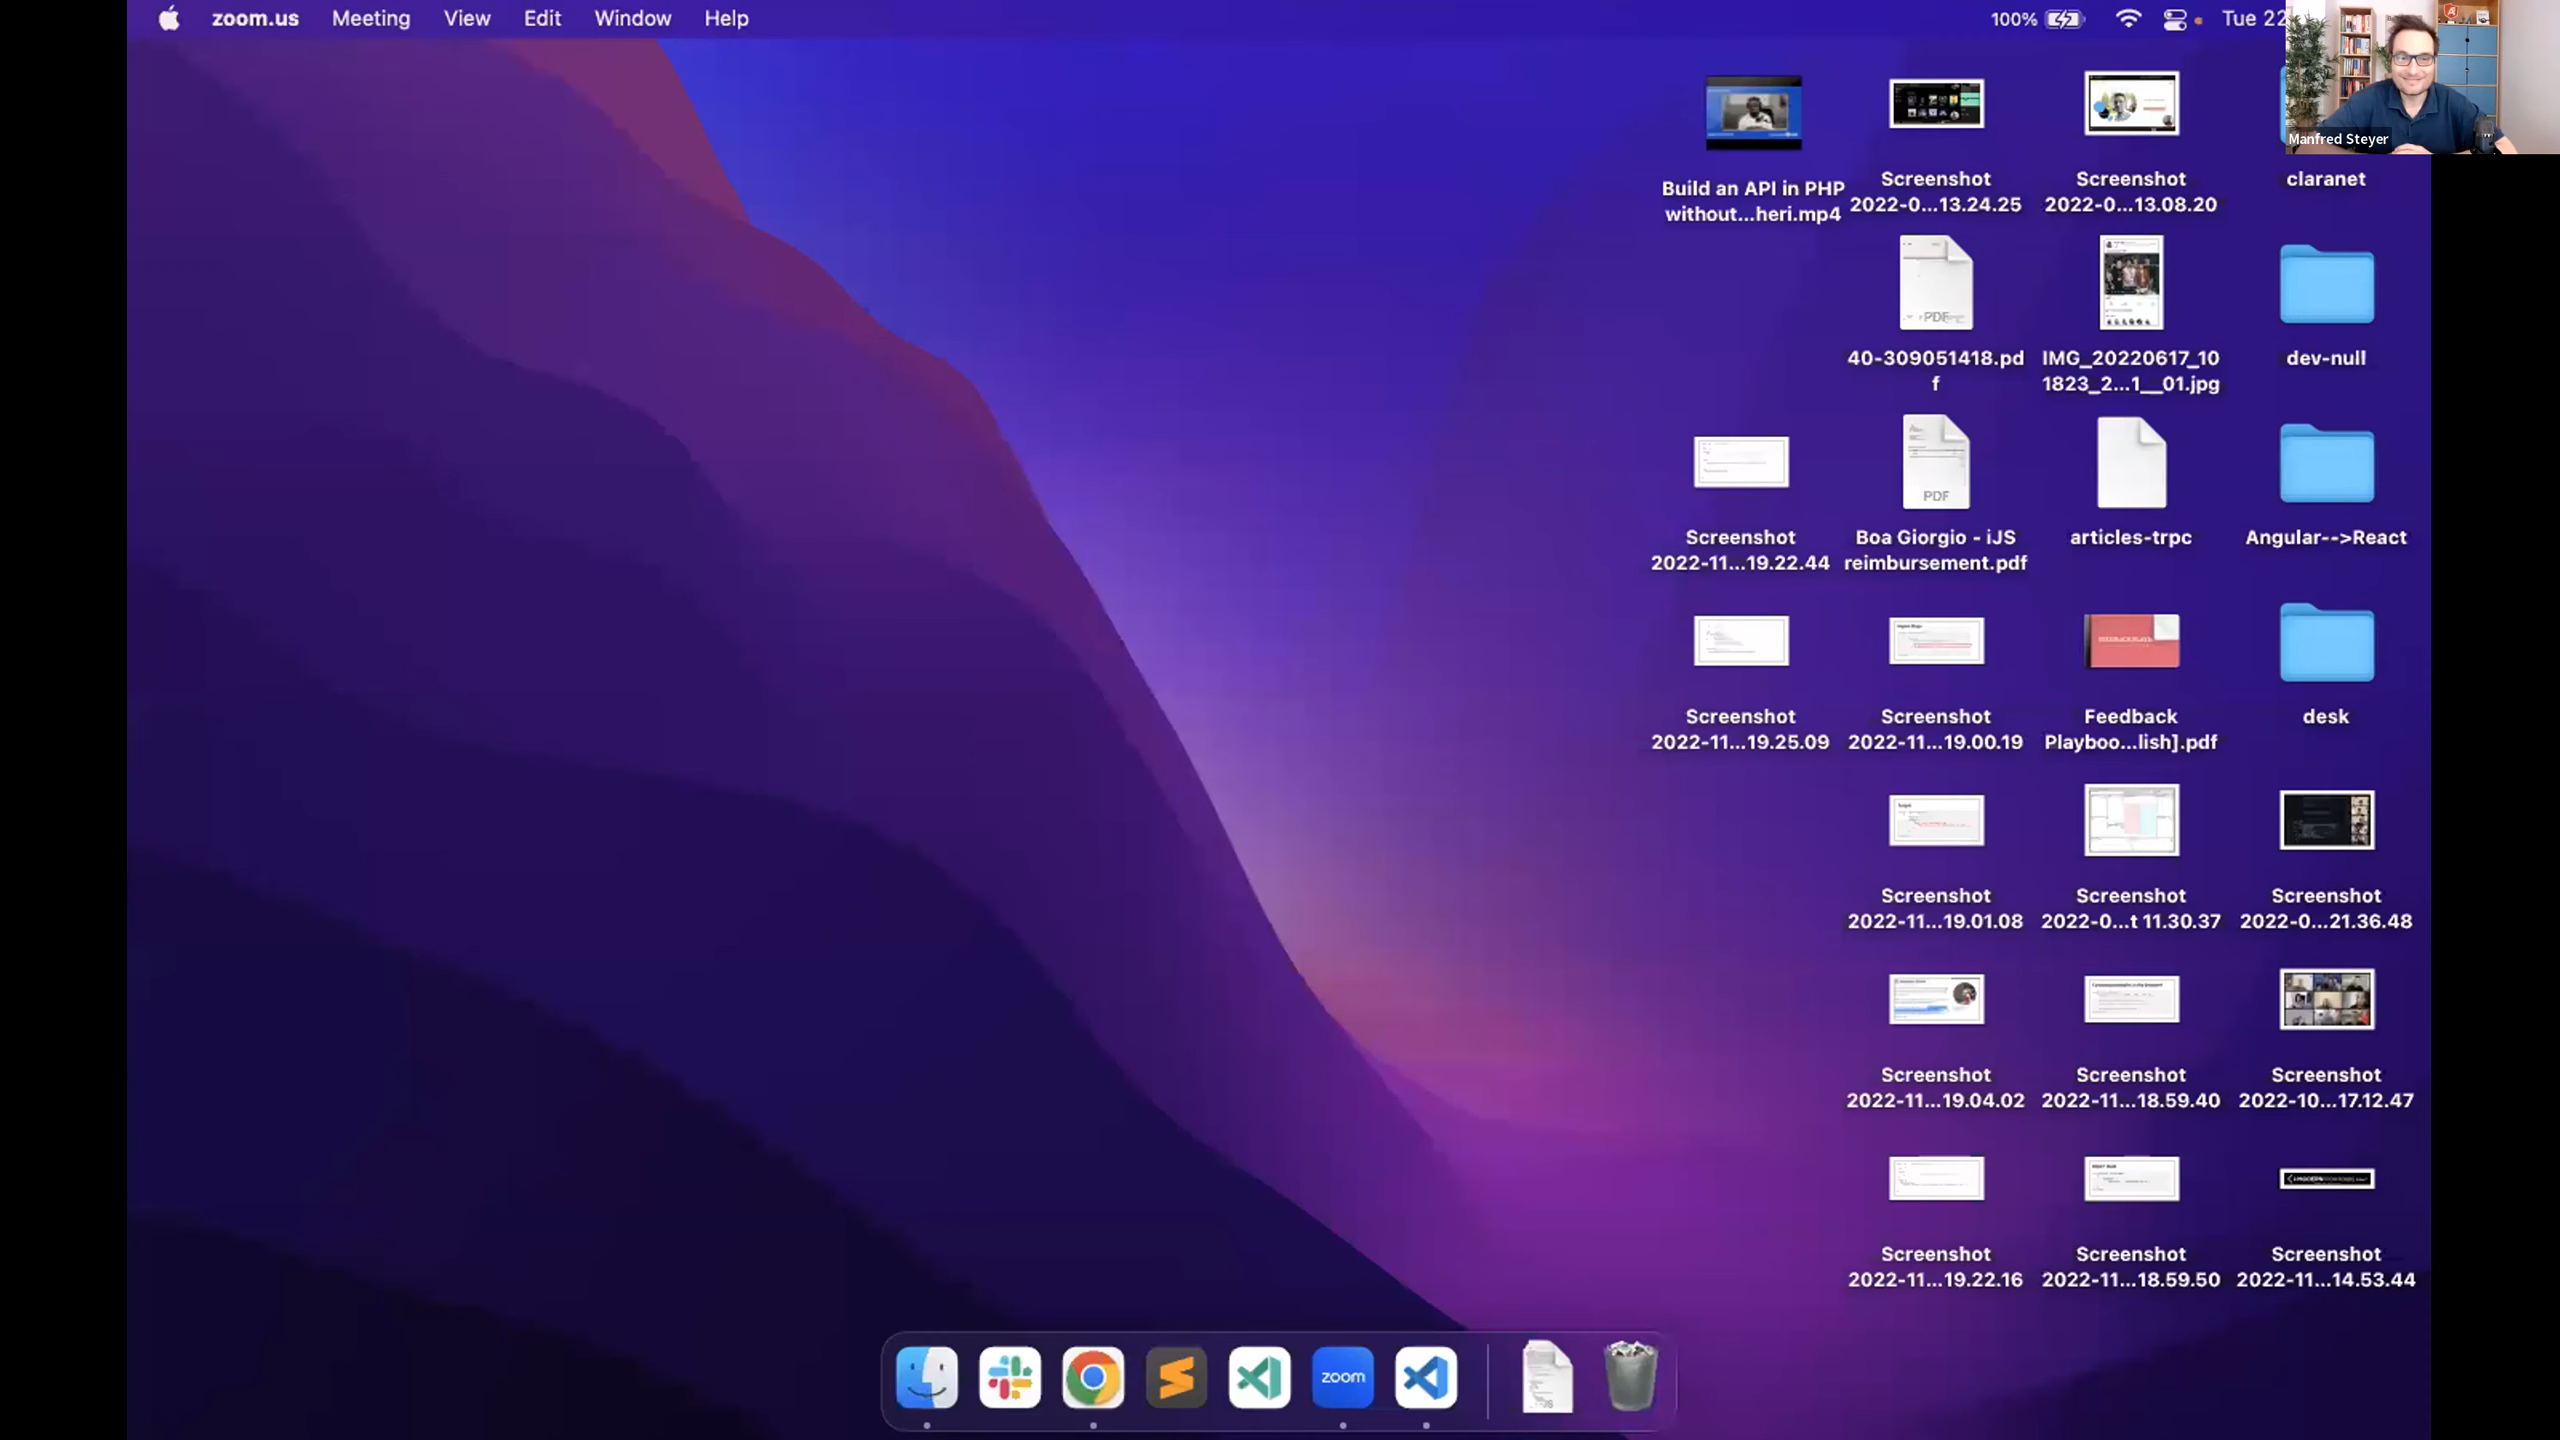 zoom.us Meeting View Edit Window Help
100% Tue 22
Manfred Steyer
Build an API in PHP
without...heri.mp4
Screenshot
2022-0...13.24.25
Screenshot
2022-0...13.08.20
claranet
40-309051418.pd
f
IMG_20220617_10
1823_2...1__01.jpg
dev-null
Screenshot
2022-11...19.22.44
PDF
Boa Giorgio - iJS
reimbursement.pdf
articles-trpc
Angular-->React
Screenshot
2022-11...19.25.09
Screenshot
2022-11...19.00.19
Feedback
Playboo...lish].pdf
desk
Screenshot
2022-11...19.01.08
Screenshot
2022-0...t 11.30.37
Screenshot
2022-0...21.36.48
Screenshot
2022-11...19.04.02
Screenshot
2022-11...18.59.40
Screenshot
2022-10...17.12.47
Screenshot
2022-11...19.22.16
Screenshot
2022-11...18.59.50
Screenshot
2022-11...14.53.44
zoom